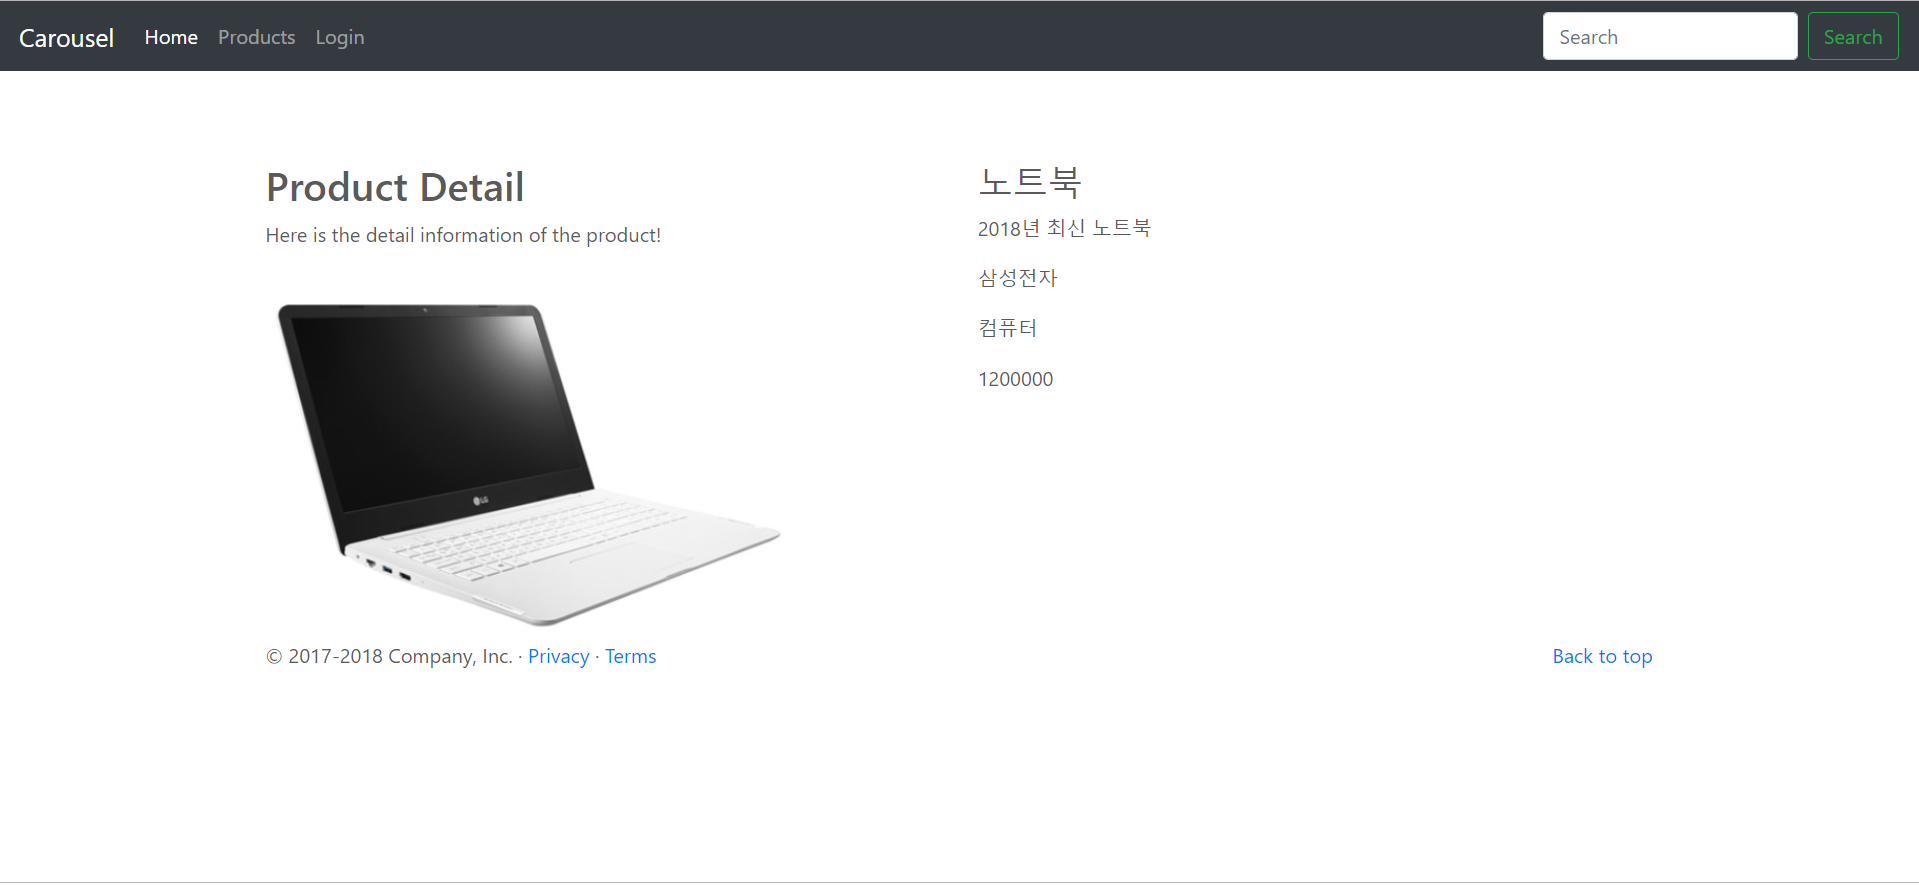 Carousel Home Products Login Search Search
Product Detail
Here is the detail information of the product!
LG
노트북
2018년 최신 노트북
삼성전자
컴퓨터
1200000
© 2017-2018 Company, Inc. · Privacy · Terms
Back to top